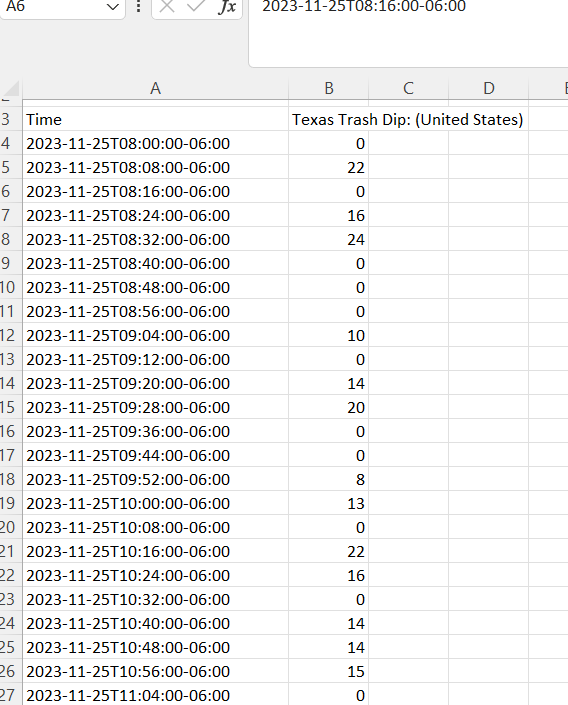 A6 fx 2023-11-25T08:16:00-06:00
A B C D E
3 Time Texas Trash Dip: (United States)
4 2023-11-25T08:00:00-06:00 0
5 2023-11-25T08:08:00-06:00 22
6 2023-11-25T08:16:00-06:00 0
7 2023-11-25T08:24:00-06:00 16
8 2023-11-25T08:32:00-06:00 24
9 2023-11-25T08:40:00-06:00 0
10 2023-11-25T08:48:00-06:00 0
11 2023-11-25T08:56:00-06:00 0
12 2023-11-25T09:04:00-06:00 10
13 2023-11-25T09:12:00-06:00 0
14 2023-11-25T09:20:00-06:00 14
15 2023-11-25T09:28:00-06:00 20
16 2023-11-25T09:36:00-06:00 0
17 2023-11-25T09:44:00-06:00 0
18 2023-11-25T09:52:00-06:00 8
19 2023-11-25T10:00:00-06:00 13
20 2023-11-25T10:08:00-06:00 0
21 2023-11-25T10:16:00-06:00 22
22 2023-11-25T10:24:00-06:00 16
23 2023-11-25T10:32:00-06:00 0
24 2023-11-25T10:40:00-06:00 14
25 2023-11-25T10:48:00-06:00 14
26 2023-11-25T10:56:00-06:00 15
27 2023-11-25T11:04:00-06:00 0